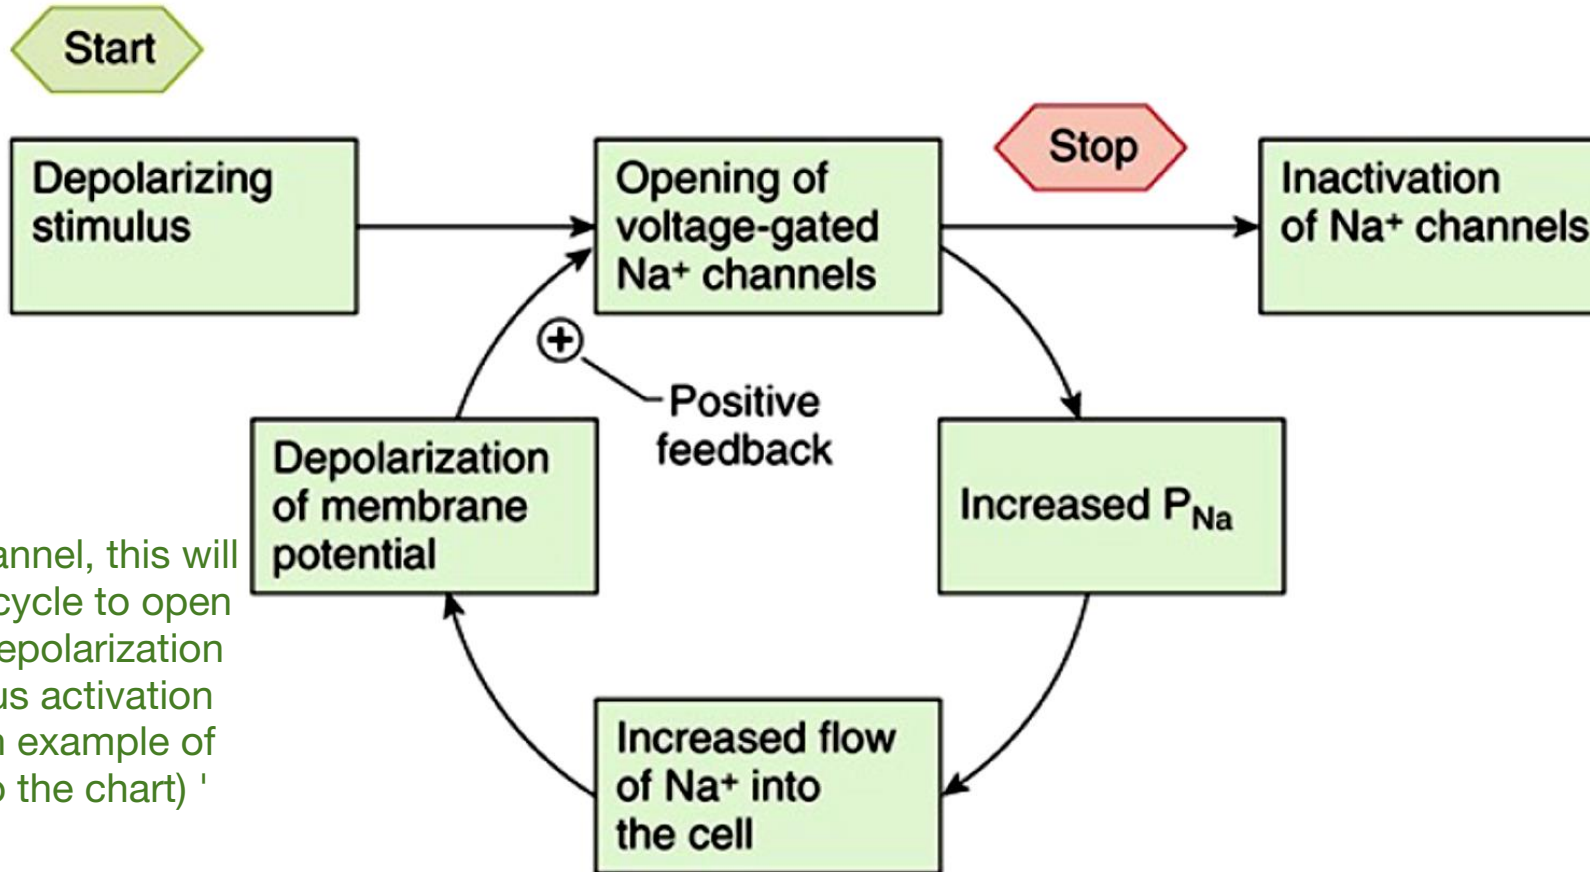 Start
Depolarizing
stimulus
Opening of
voltage-gated
Na⁺ channels
Stop
Inactivation
of Na⁺ channels
+
Positive
feedback
Depolarization
of membrane
potential
Increased P_Na
Increased flow
of Na⁺ into
the cell
annel, this will
cycle to open
epolarization
us activation
example of
the chart) '